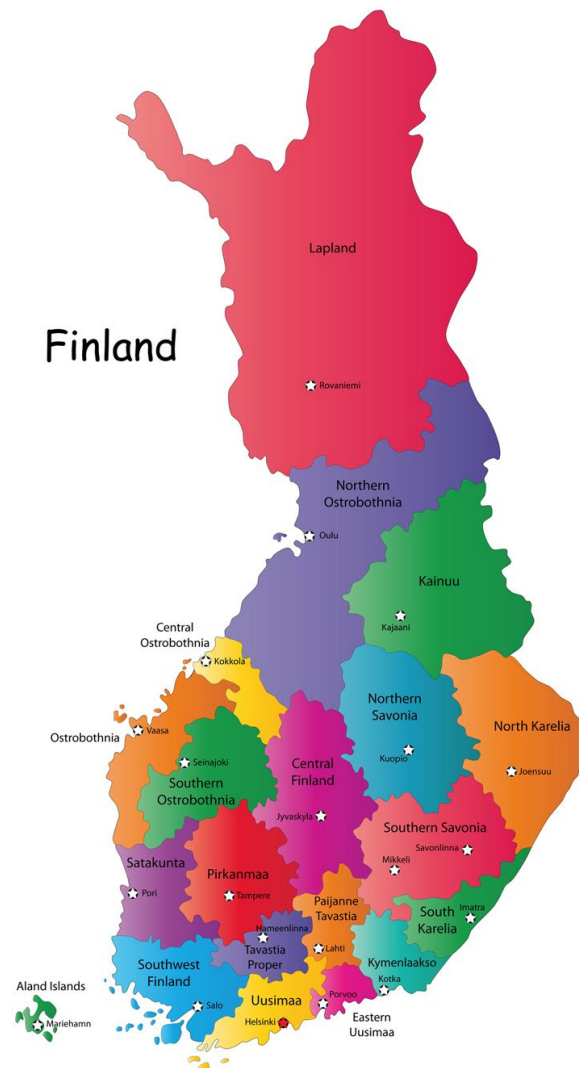 Lapland
Finland
Rovaniemi
Northern
Ostrobothnia
Oulu
Kainuu
Kajaani
Central
Ostrobothnia
Kokkola
Northern
Savonia
North Karelia
Ostrobothnia
Vaasa
Kuopio
Seinajoki
Central
Finland
Joensuu
Southern
Ostrobothnia
Jyvaskyla
Southern Savonia
Savonlinna
Satakunta
Mikkeli
Pirkanmaa
Pori
Tampere
Paijanne
Tavastia
Imatra
South
Karelia
Hameenlinna
Tavastia
Proper
Lahti
Kymenlaakso
Southwest
Finland
Kotka
Aland Islands
Uusimaa
Porvoo
Salo
Mariehamn
Helsinki
Eastern
Uusimaa